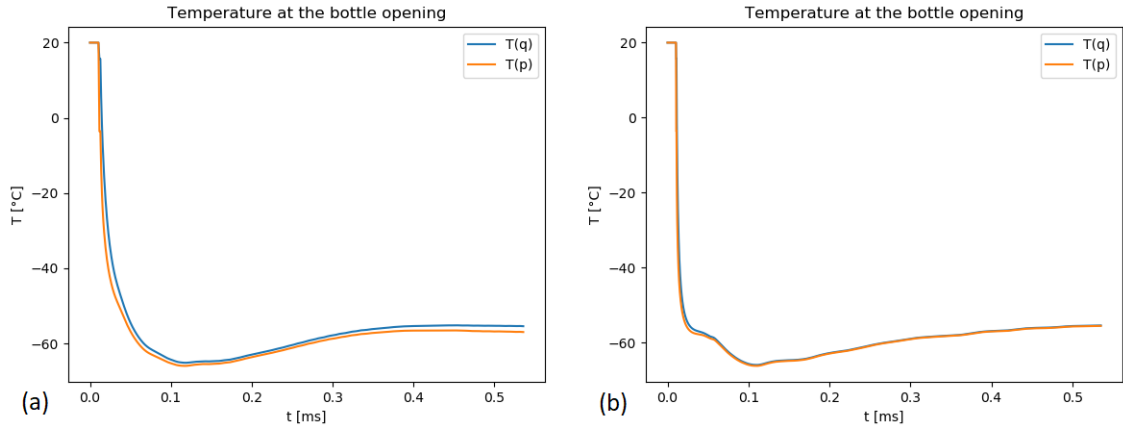 Temperature at the bottle opening
T(q)
T(p)
20
0
−20
−40
−60
T [°C]
0.0 0.1 0.2 0.3 0.4 0.5
t [ms]
(a)
Temperature at the bottle opening
T(q)
T(p)
20
0
−20
−40
−60
T [°C]
0.0 0.1 0.2 0.3 0.4 0.5
t [ms]
(b)